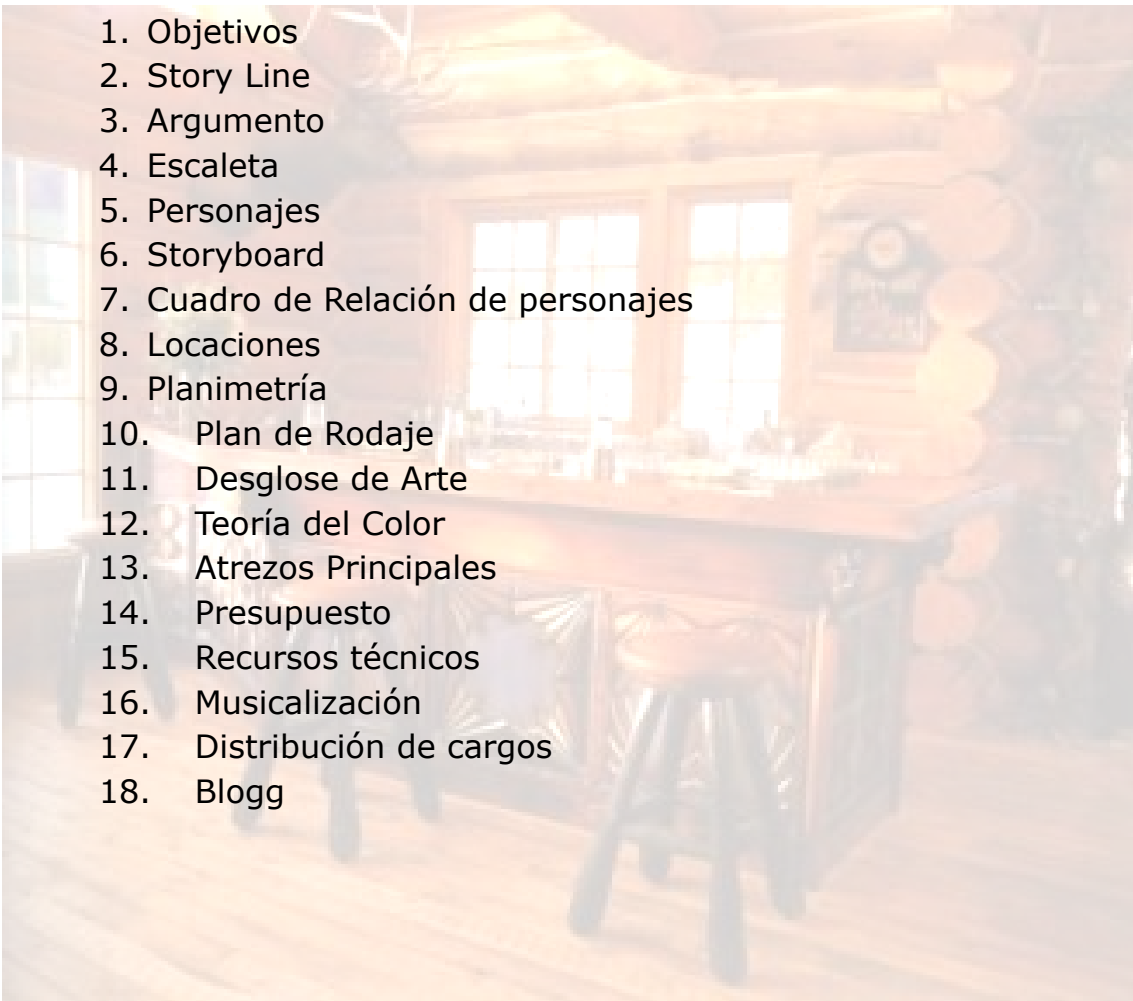 1. Objetivos
2. Story Line
3. Argumento
4. Escaleta
5. Personajes
6. Storyboard
7. Cuadro de Relación de personajes
8. Locaciones
9. Planimetría
10. Plan de Rodaje
11. Desglose de Arte
12. Teoría del Color
13. Atrezos Principales
14. Presupuesto
15. Recursos técnicos
16. Musicalización
17. Distribución de cargos
18. Blogg